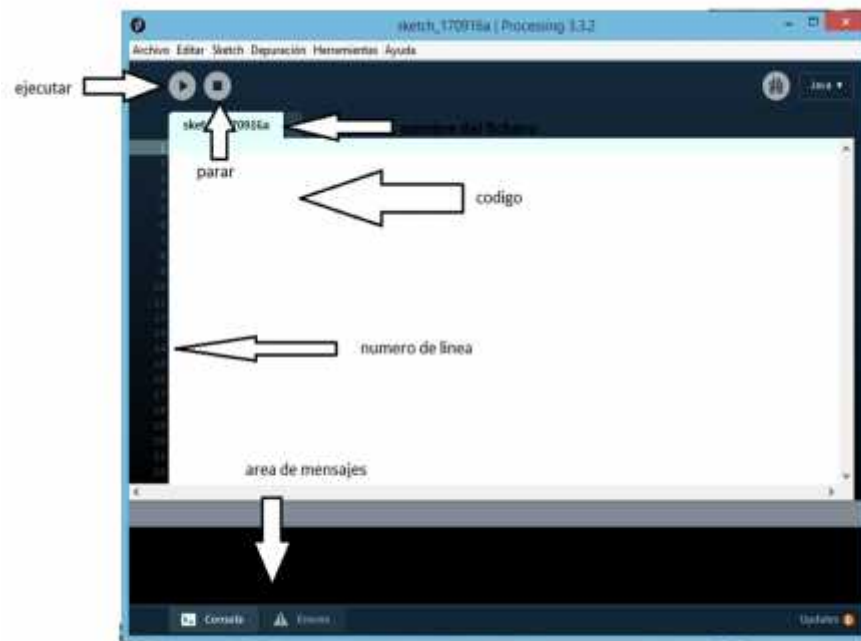 sketch_170916a | Processing 3.3.2
Archivo Editar Sketch Depuración Herramientas Ayuda
ejecutar
Java
sketch_170916a
nombre del fichero
parar
codigo
numero de linea
area de mensajes
Consola
Errores
Updates